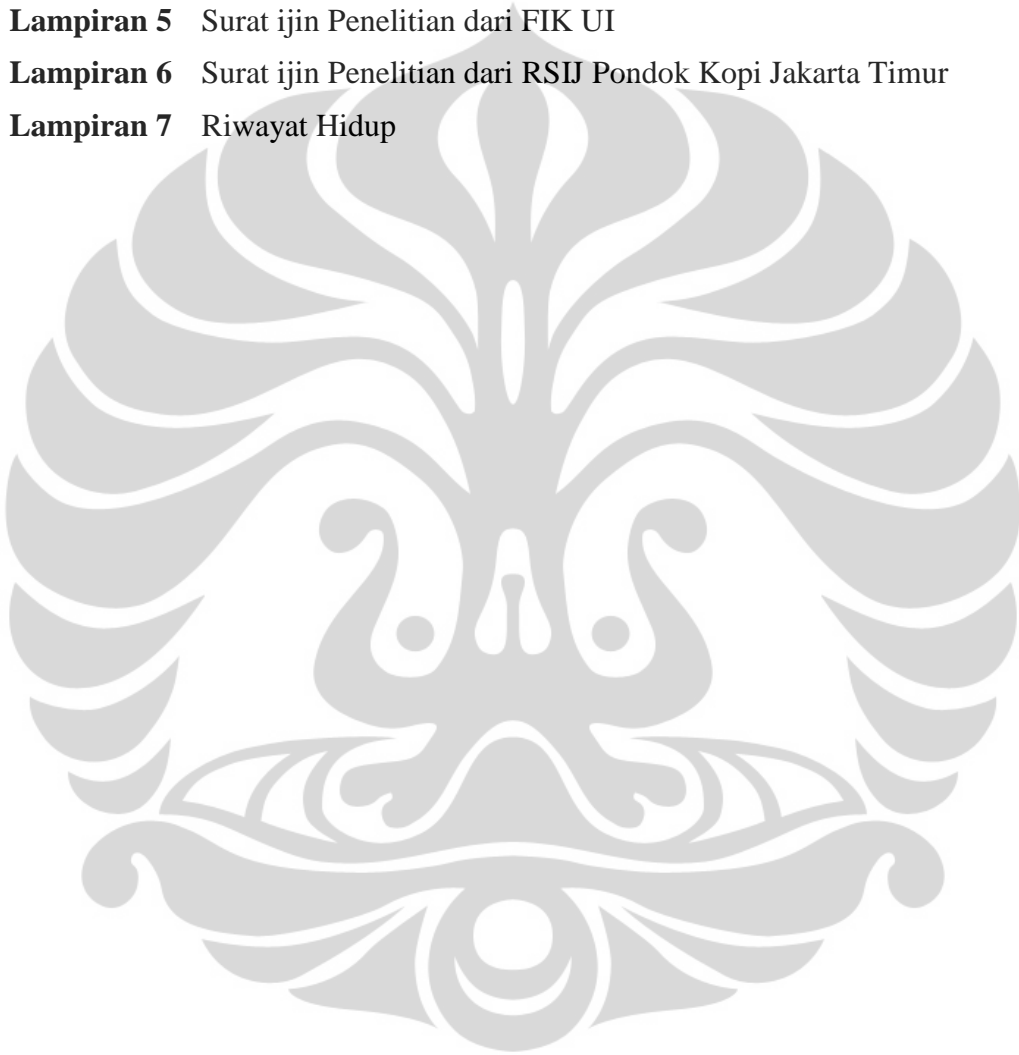 Lampiran 5 Surat ijin Penelitian dari FIK UI
Lampiran 6 Surat ijin Penelitian dari RSIJ Pondok Kopi Jakarta Timur
Lampiran 7 Riwayat Hidup